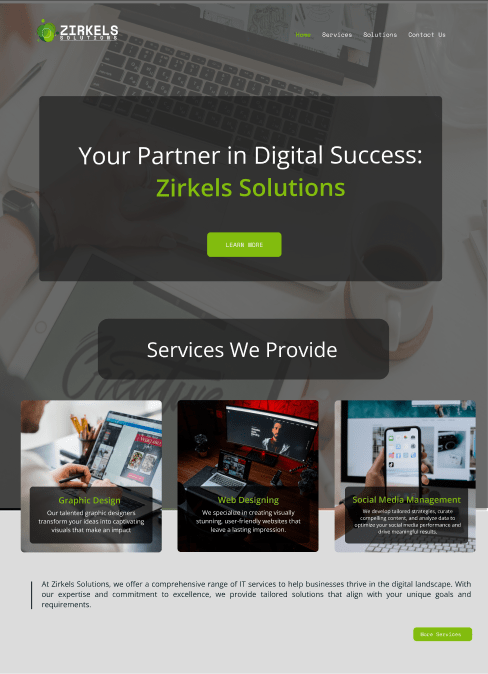 ZIRKELS
SOLUTIONS
Home Services Solutions Contact Us
Your Partner in Digital Success:
Zirkels Solutions
LEARN MORE
Services We Provide
Creative
Graphic Design
Our talented graphic designers
transform your ideas into captivating
visuals that make an impact
Web Designing
We specialize in creating visually
stunning, user-friendly websites that
leave a lasting impression.
Social Media Management
We develop tailored strategies, curate
compelling content, and analyze data to
optimize your social media performance and
drive meaningful results.
At Zirkels Solutions, we offer a comprehensive range of IT services to help businesses thrive in the digital landscape. With
our expertise and commitment to excellence, we provide tailored solutions that align with your unique goals and
requirements.
More Services